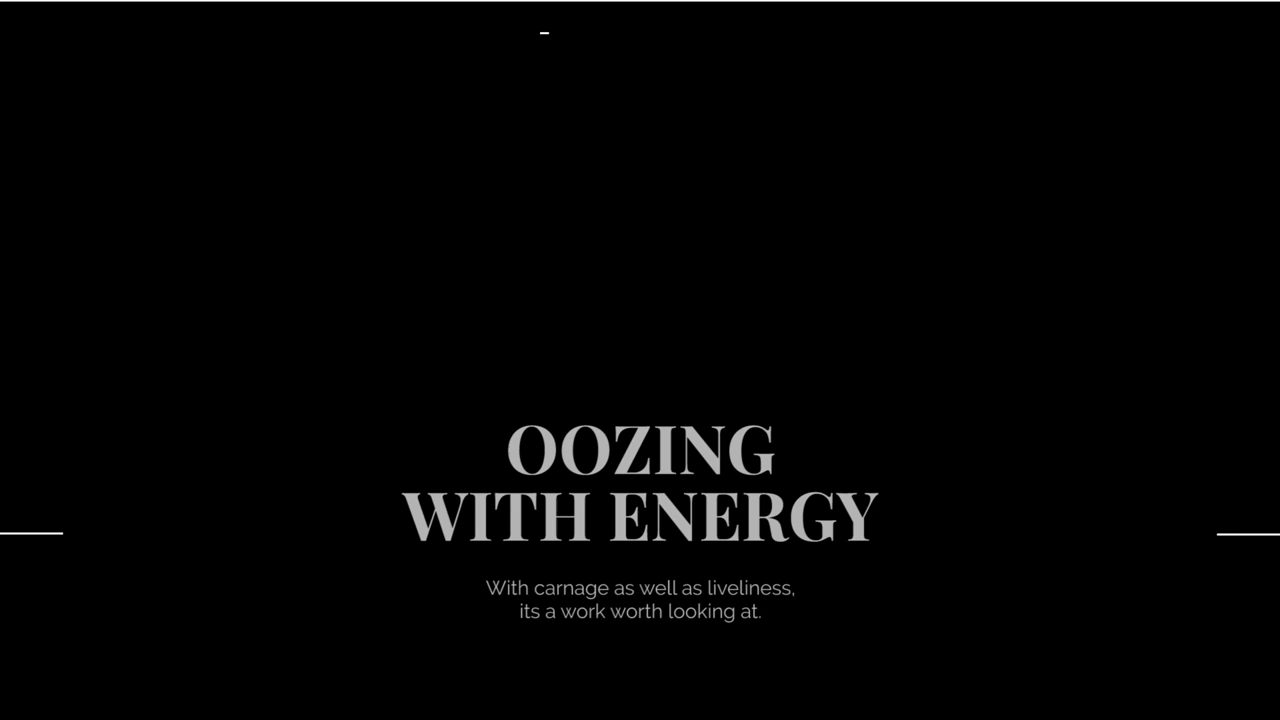 OOZING
WITH ENERGY
With carnage as well as liveliness,
its a work worth looking at.